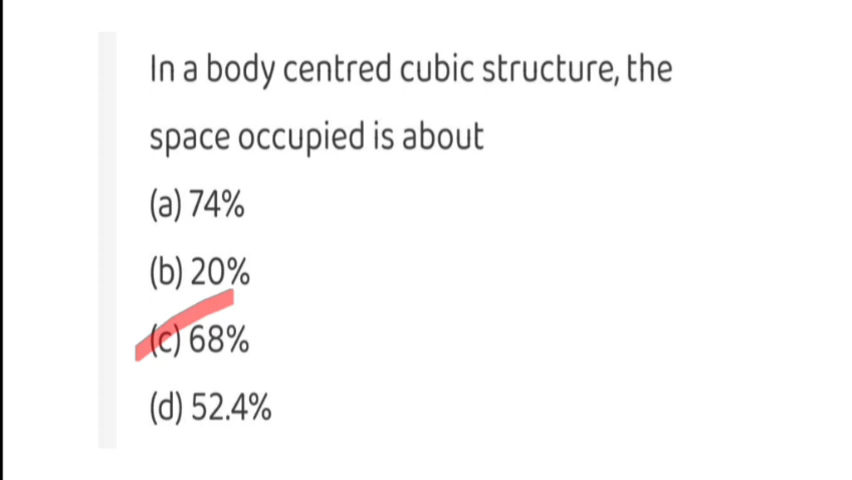 In a body centred cubic structure, the
space occupied is about
(a) 74%
(b) 20%
(c) 68%
(d) 52.4%